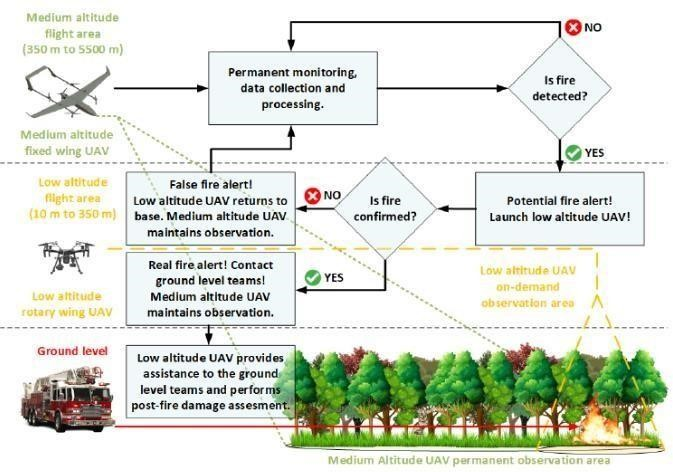 Medium altitude
flight area
(350 m to 5500 m)
Medium altitude
fixed wing UAV
Permanent monitoring,
data collection and
processing.
NO
Is fire
detected?
YES
Low altitude
flight area
(10 m to 350 m)
False fire alert!
Low altitude UAV returns to
base. Medium altitude UAV
maintains observation.
NO
Is fire
confirmed?
Potential fire alert!
Launch low altitude UAV!
Low altitude
rotary wing UAV
Real fire alert! Contact
ground level teams!
Medium altitude UAV
maintains observation.
YES
Low altitude UAV
on-demand
observation area
Ground level
Low altitude UAV provides
assistance to the ground
level teams and performs
post-fire damage assesment.
Medium Altitude UAV permanent observation area